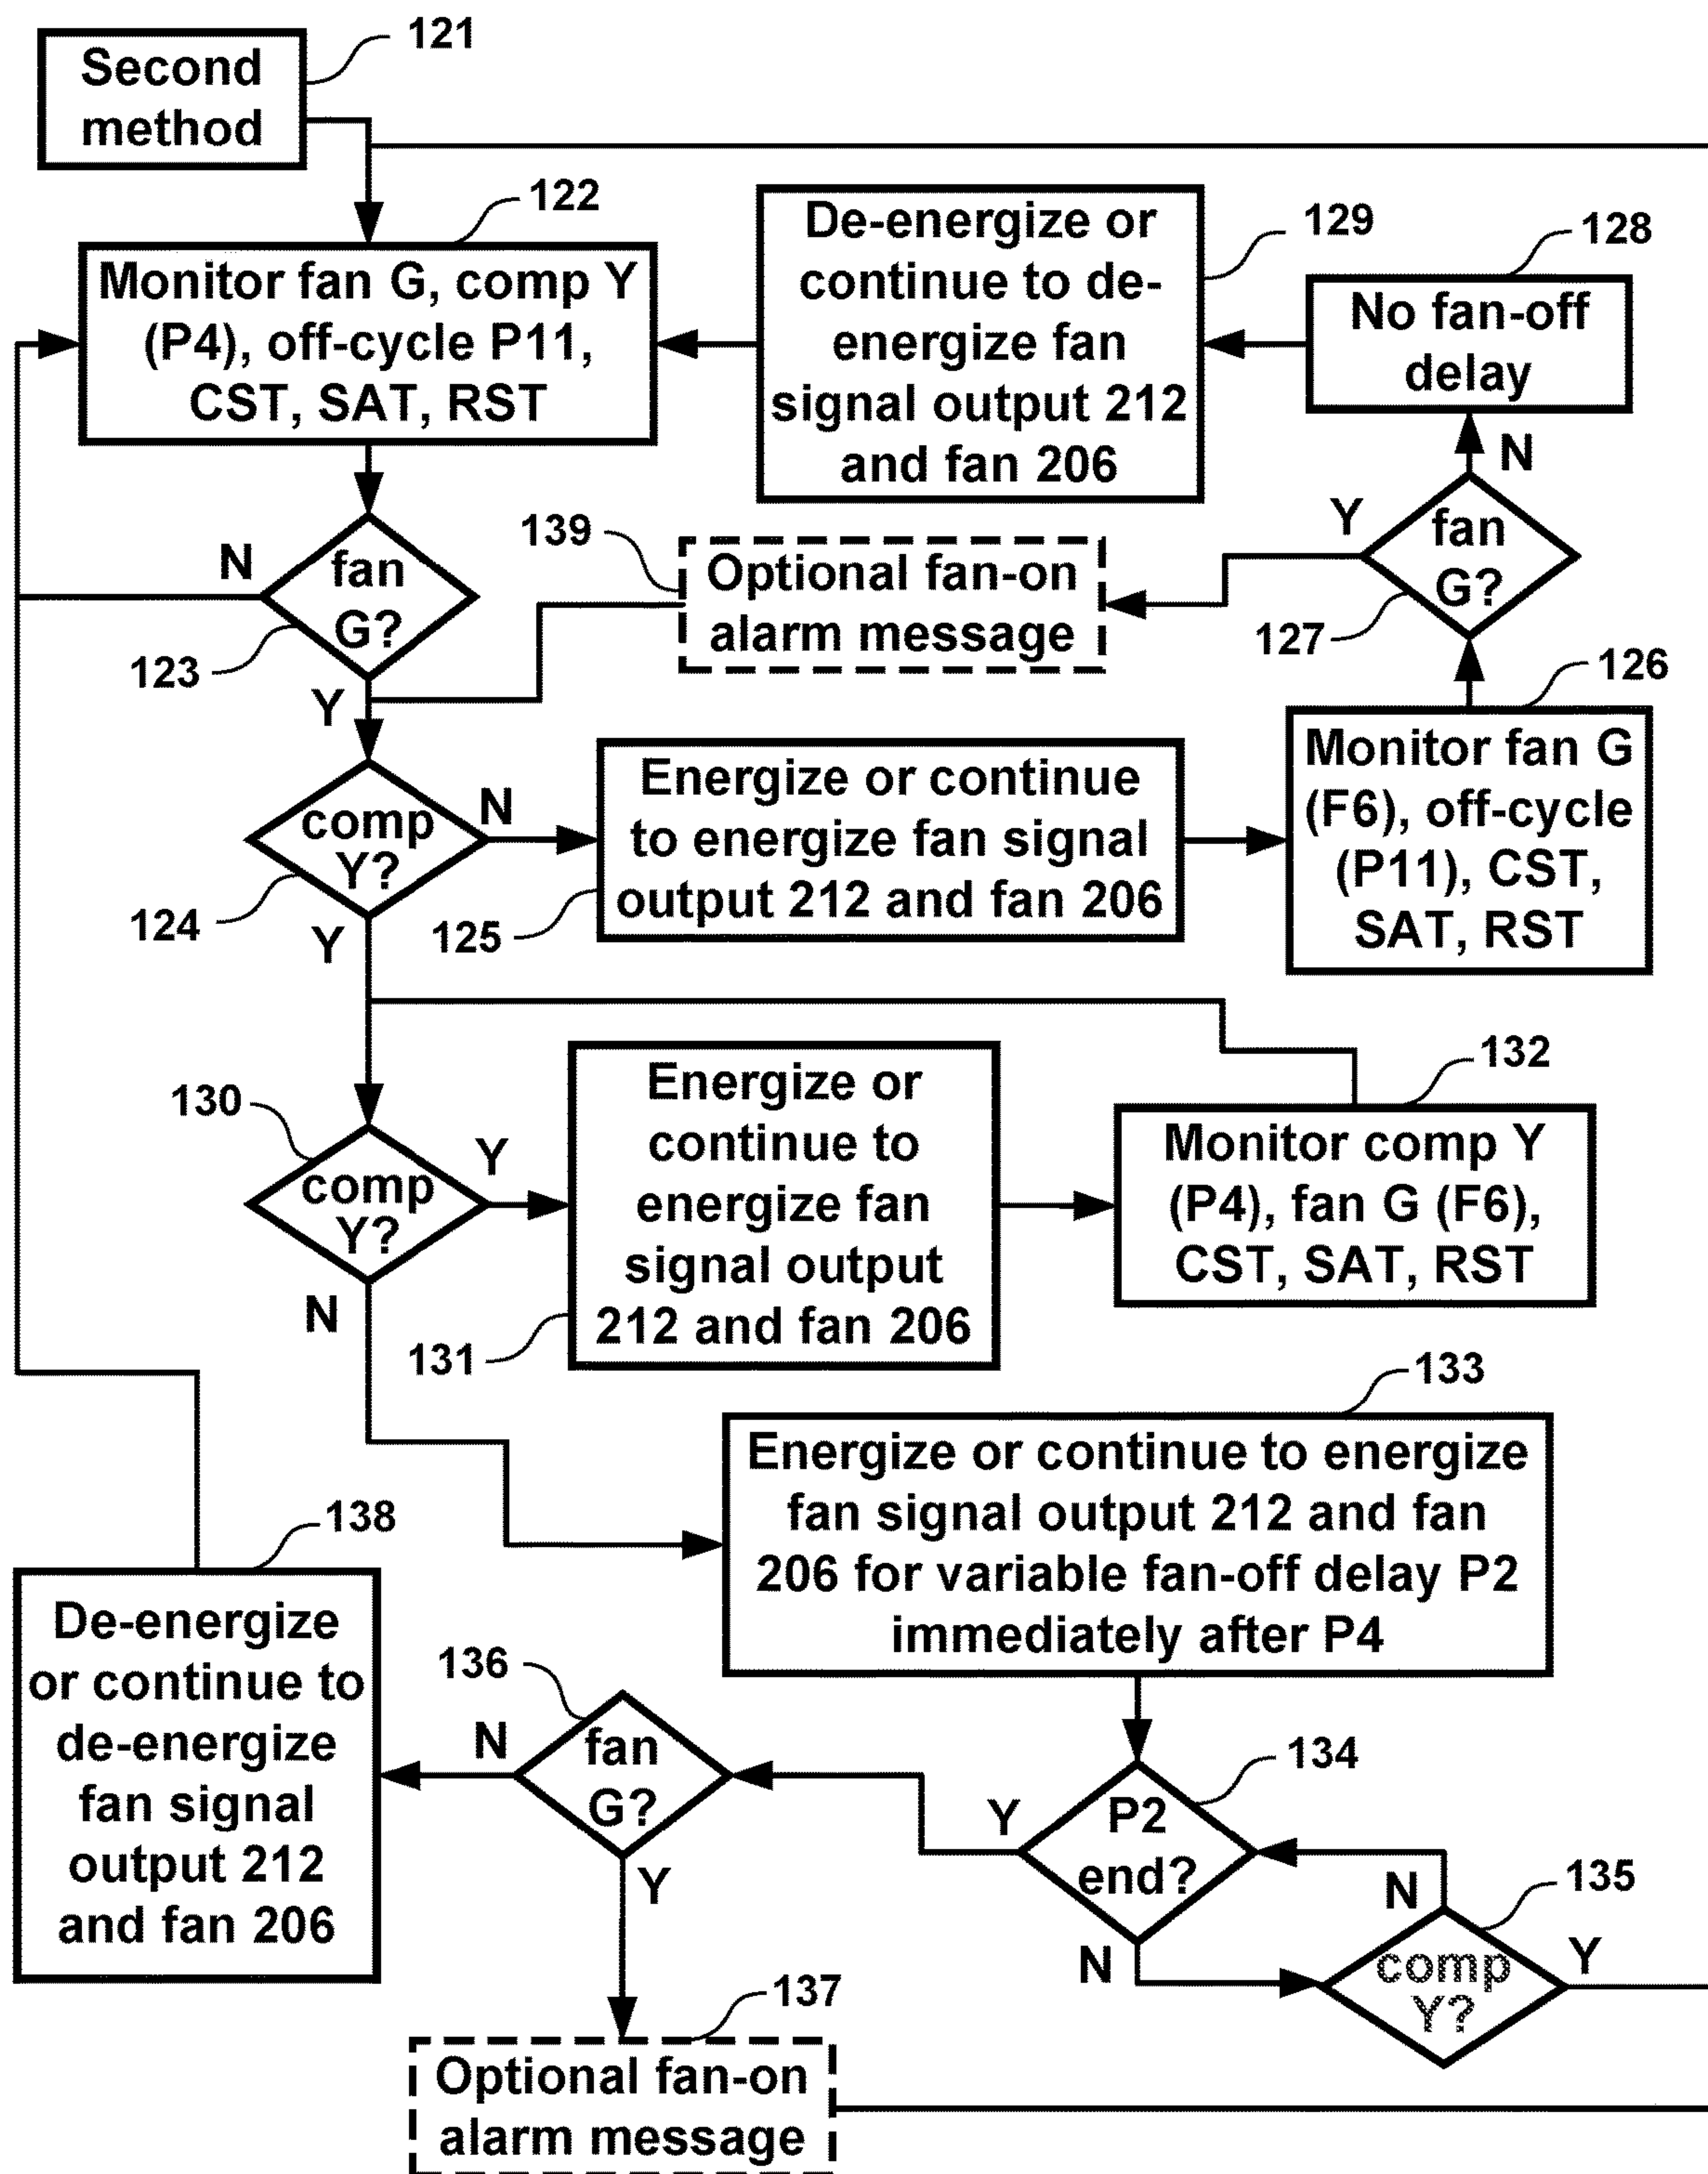 121
Second
method
122
Monitor fan G, comp Y
(P4), off-cycle P11,
CST, SAT, RST
De-energize or
continue to de-
energize fan
signal output 212
and fan 206
129
128
No fan-off
delay
N
Y
fan
G?
127
N
fan
G?
123
Y
139
Optional fan-on
alarm message
126
Monitor fan G
(F6), off-cycle
(P11), CST,
SAT, RST
comp
Y?
N
124
Y
Energize or continue
to energize fan signal
output 212 and fan 206
125
130
comp
Y?
Y
N
Energize or
continue to
energize fan
signal output
212 and fan 206
131
132
Monitor comp Y
(P4), fan G (F6),
CST, SAT, RST
133
Energize or continue to energize
fan signal output 212 and fan
206 for variable fan-off delay P2
immediately after P4
138
De-energize
or continue to
de-energize
fan signal
output 212
and fan 206
136
N
fan
G?
Y
134
Y
P2
end?
N
135
N
comp
Y?
Y
137
Optional fan-on
alarm message